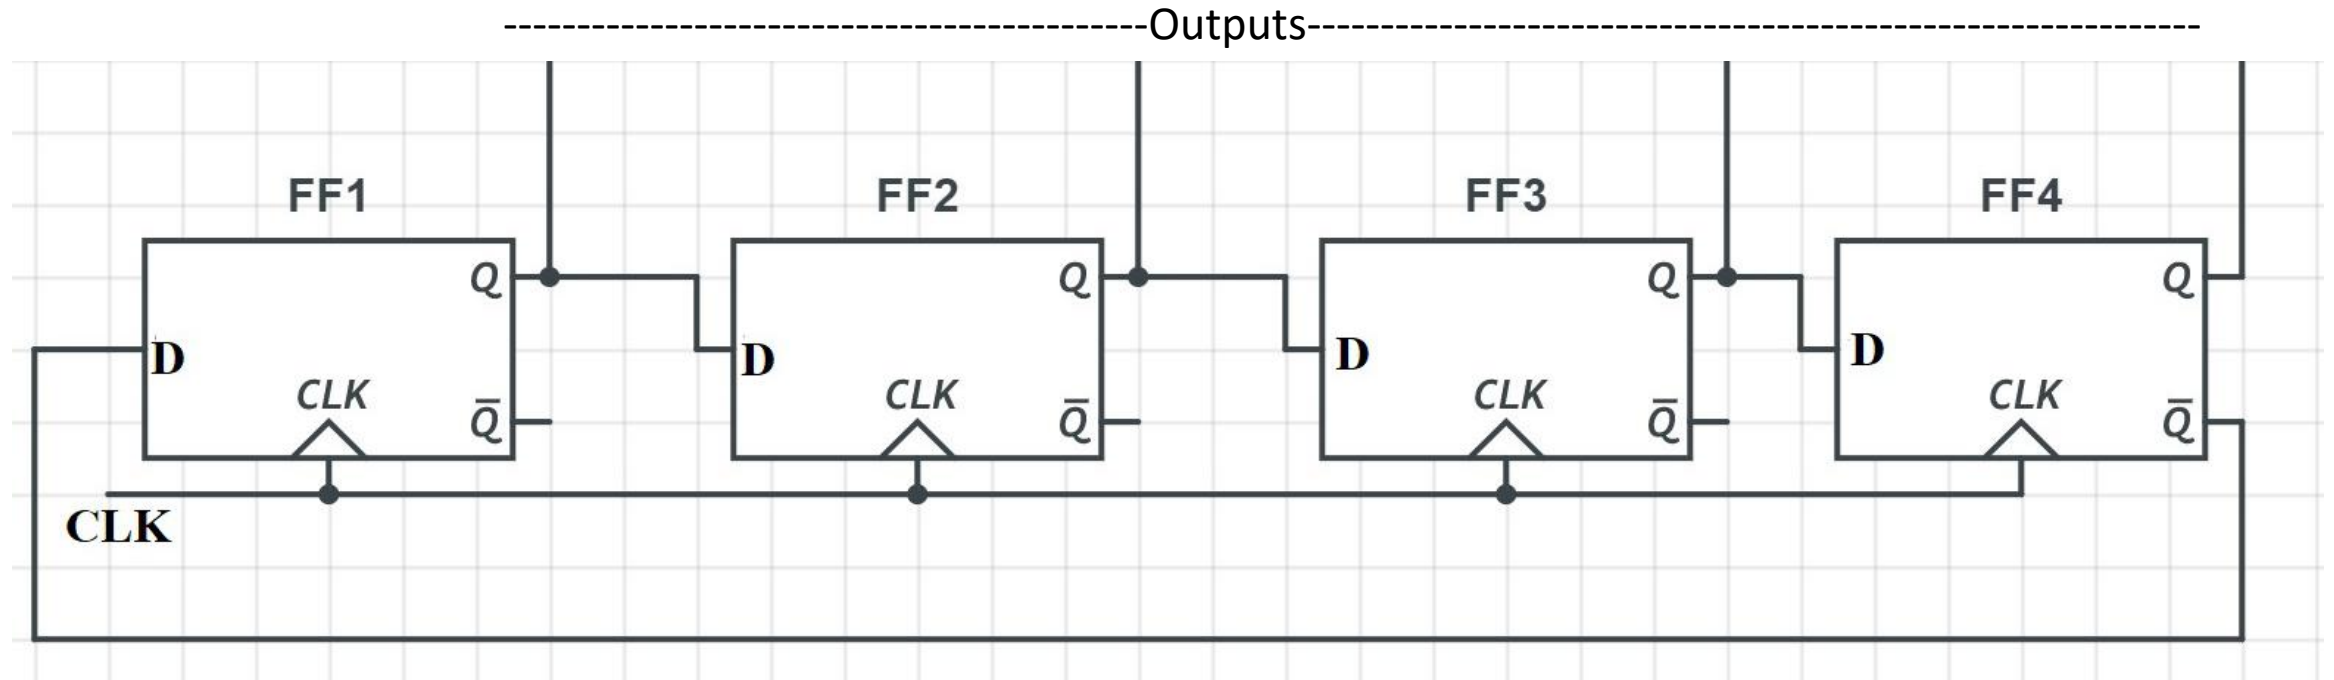 --------------------------------------------Outputs-------------------------------------------------------------
FF1 FF2 FF3 FF4
Q Q Q Q
D D D D
CLK CLK CLK CLK
Q̅ Q̅ Q̅ Q̅
CLK